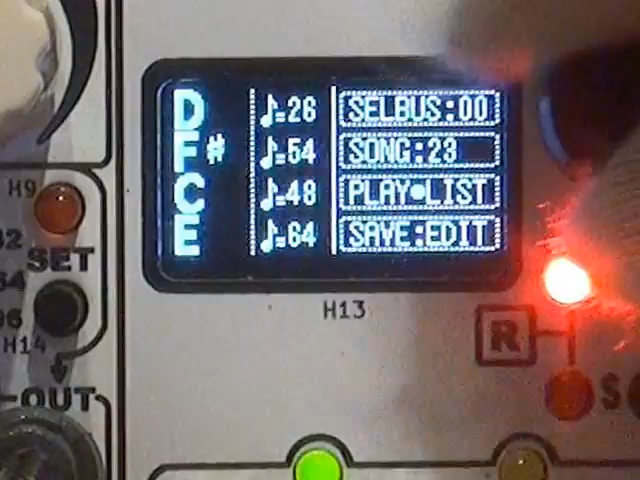 D ♪=26 SELBUS:00
F# ♪=54 SONG:23
C ♪=48 PLAY•LIST
E ♪=64 SAVE:EDIT
H9
SET
H14
OUT
H13
R